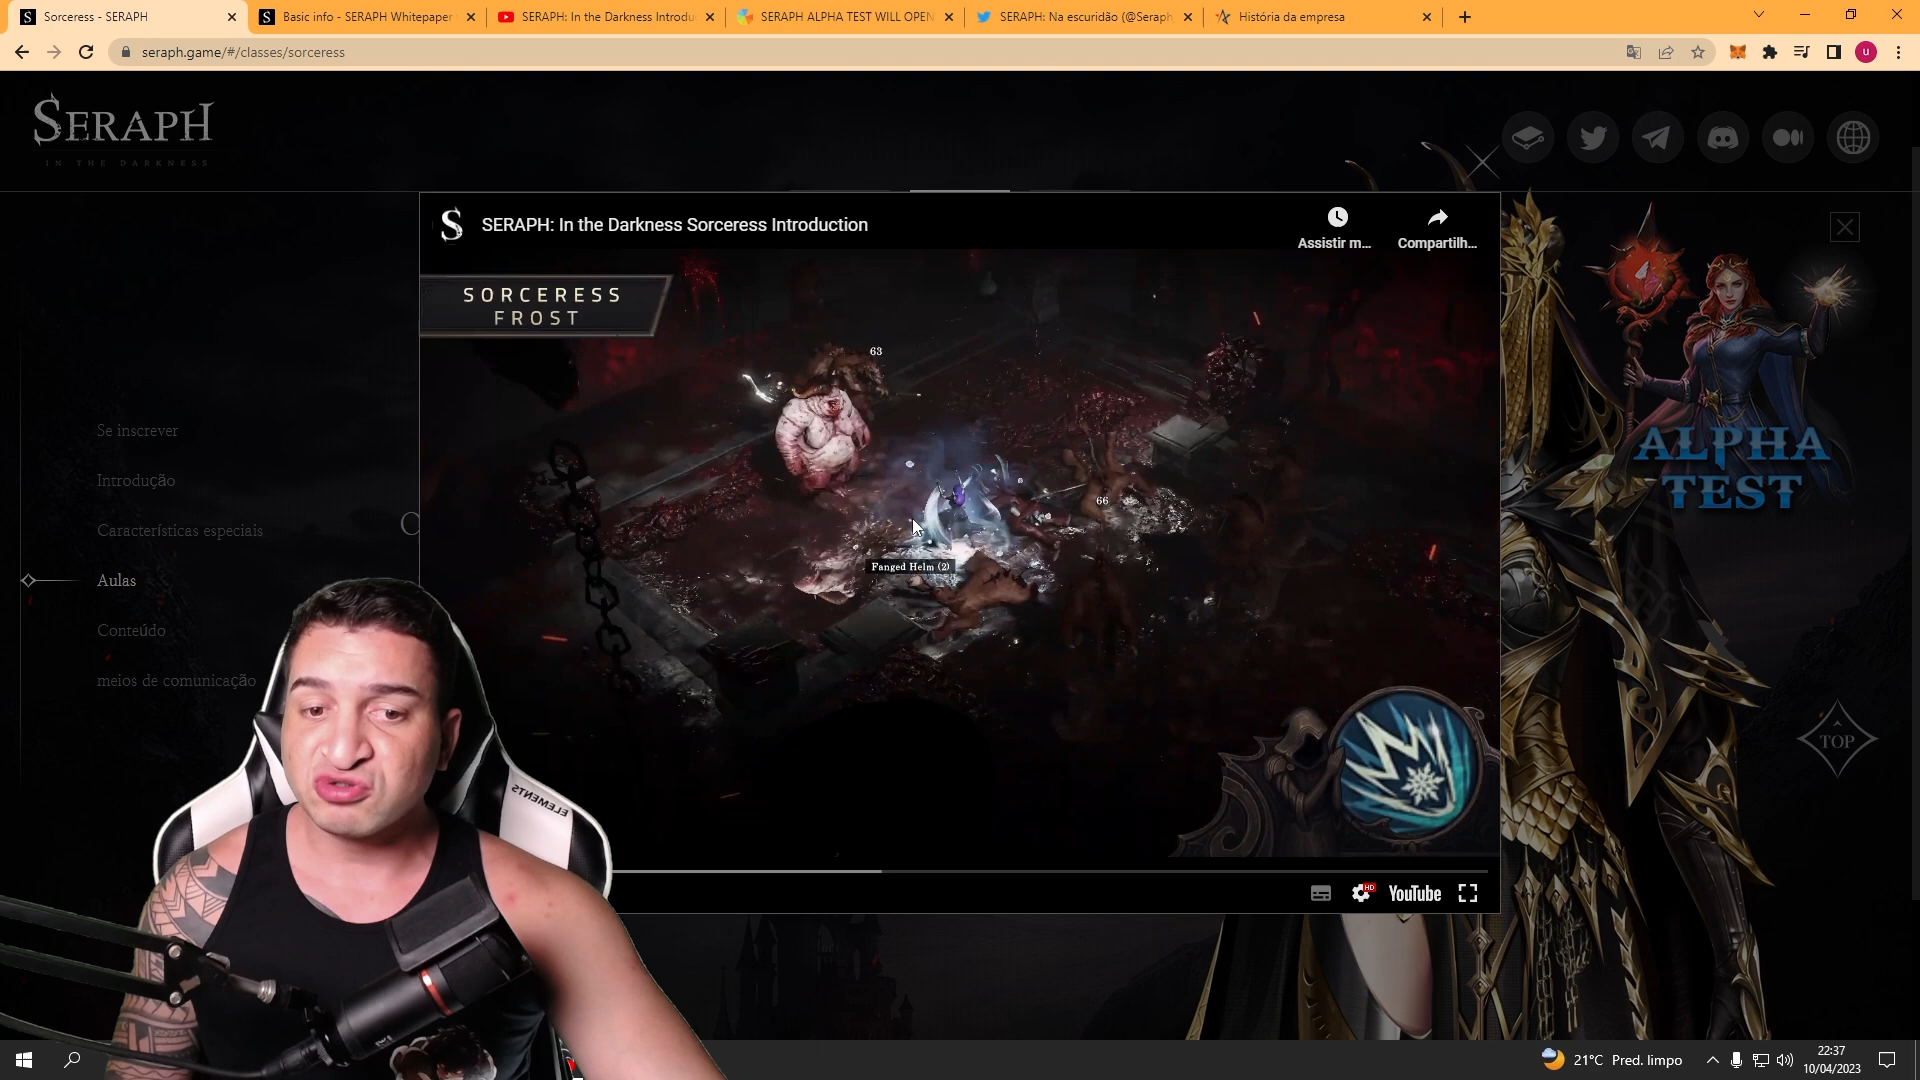 Sorceress - SERAPH
Basic info - SERAPH Whitepaper
SERAPH: In the Darkness Introdu
SERAPH ALPHA TEST WILL OPEN
SERAPH: Na escuridão (@Seraph
História da empresa
seraph.game/#/classes/sorceress
u
SERAPH
IN THE DARKNESS
SERAPH: In the Darkness Sorceress Introduction
Assistir m...
Compartilh...
SORCERESS
FROST
63
66
Fanged Helm (2)
ALPHA
TEST
Se inscrever
Introdução
Características especiais
Aulas
Conteúdo
meios de comunicação
C
TOP
ELEMENTS
HD
YouTube
21°C Pred. limpo
22:37
10/04/2023